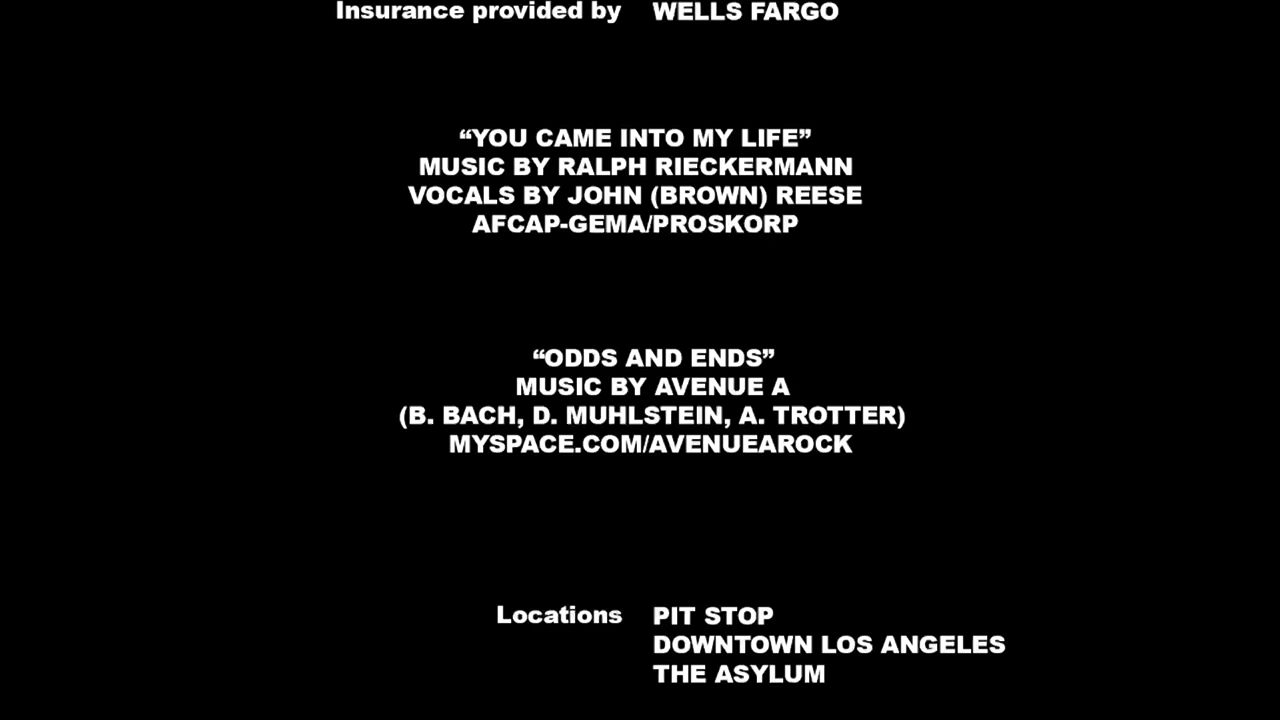 Insurance provided by WELLS FARGO
“YOU CAME INTO MY LIFE”
MUSIC BY RALPH RIECKERMANN
VOCALS BY JOHN (BROWN) REESE
AFCAP-GEMA/PROSKORP
“ODDS AND ENDS”
MUSIC BY AVENUE A
(B. BACH, D. MUHLSTEIN, A. TROTTER)
MYSPACE.COM/AVENUEAROCK
Locations PIT STOP
DOWNTOWN LOS ANGELES
THE ASYLUM